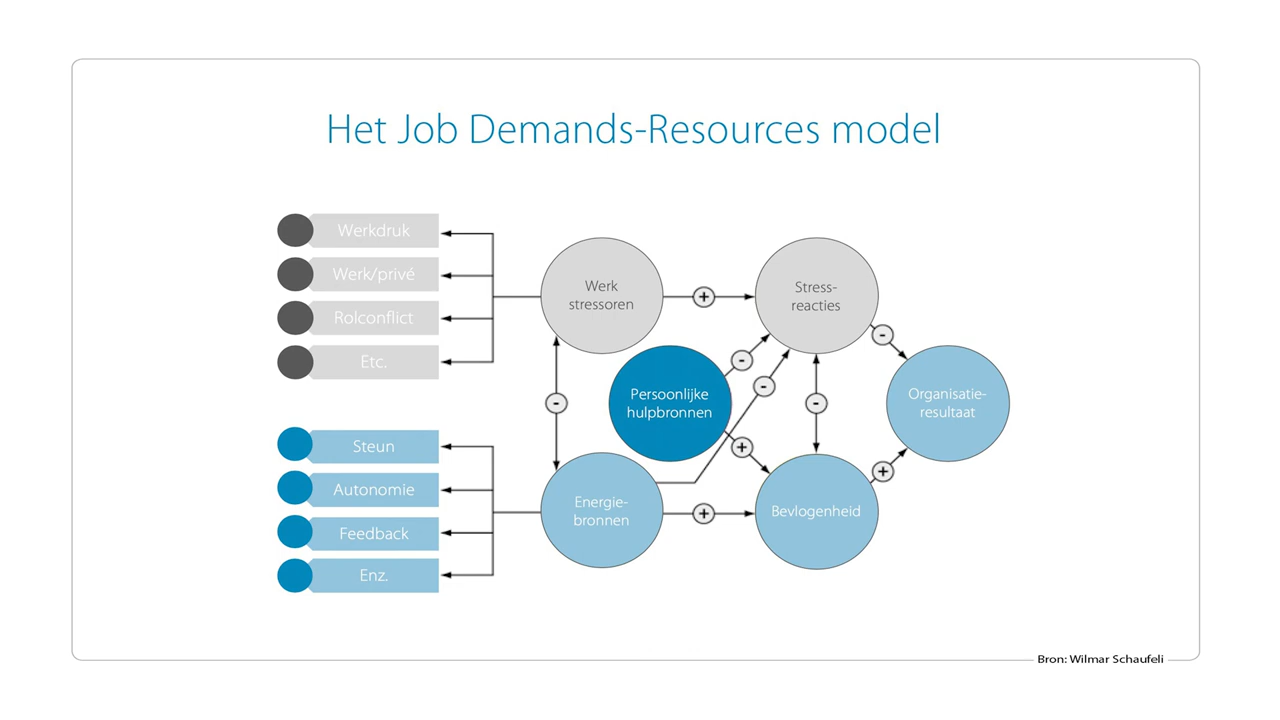 Het Job Demands-Resources model
Werkdruk
Werk/privé
Rolconflict
Etc.
Steun
Autonomie
Feedback
Enz.
Werk
stressoren
+
Stress-
reacties
-
-
-
-
-
Persoonlijke
hulpbronnen
+
Organisatie-
resultaat
+
Energie-
bronnen
+
Bevlogenheid
Bron: Wilmar Schaufeli